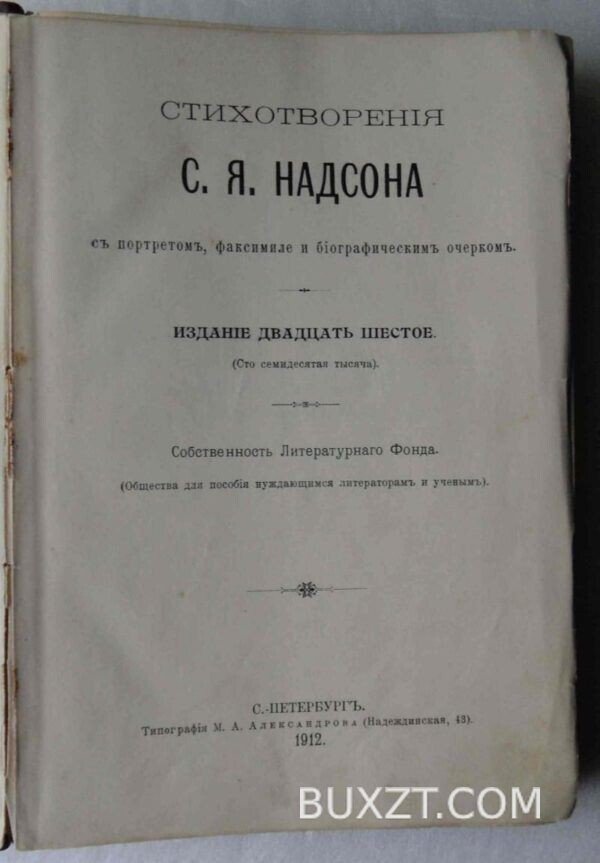 СТИХОТВОРЕНІЯ
С. Я. НАДСОНА
съ портретомъ, факсимиле и біографическимъ очеркомъ.
ИЗДАНІЕ ДВАДЦАТЬ ШЕСТОЕ.
(Сто семидесятая тысяча).
Собственность Литературнаго Фонда.
(Общества для пособія нуждающимся литераторамъ и ученымъ).
С.-ПЕТЕРБУРГЪ.
Типографія М. А. Александрова (Надеждинская, 43).
1912.
BUXZT.COM